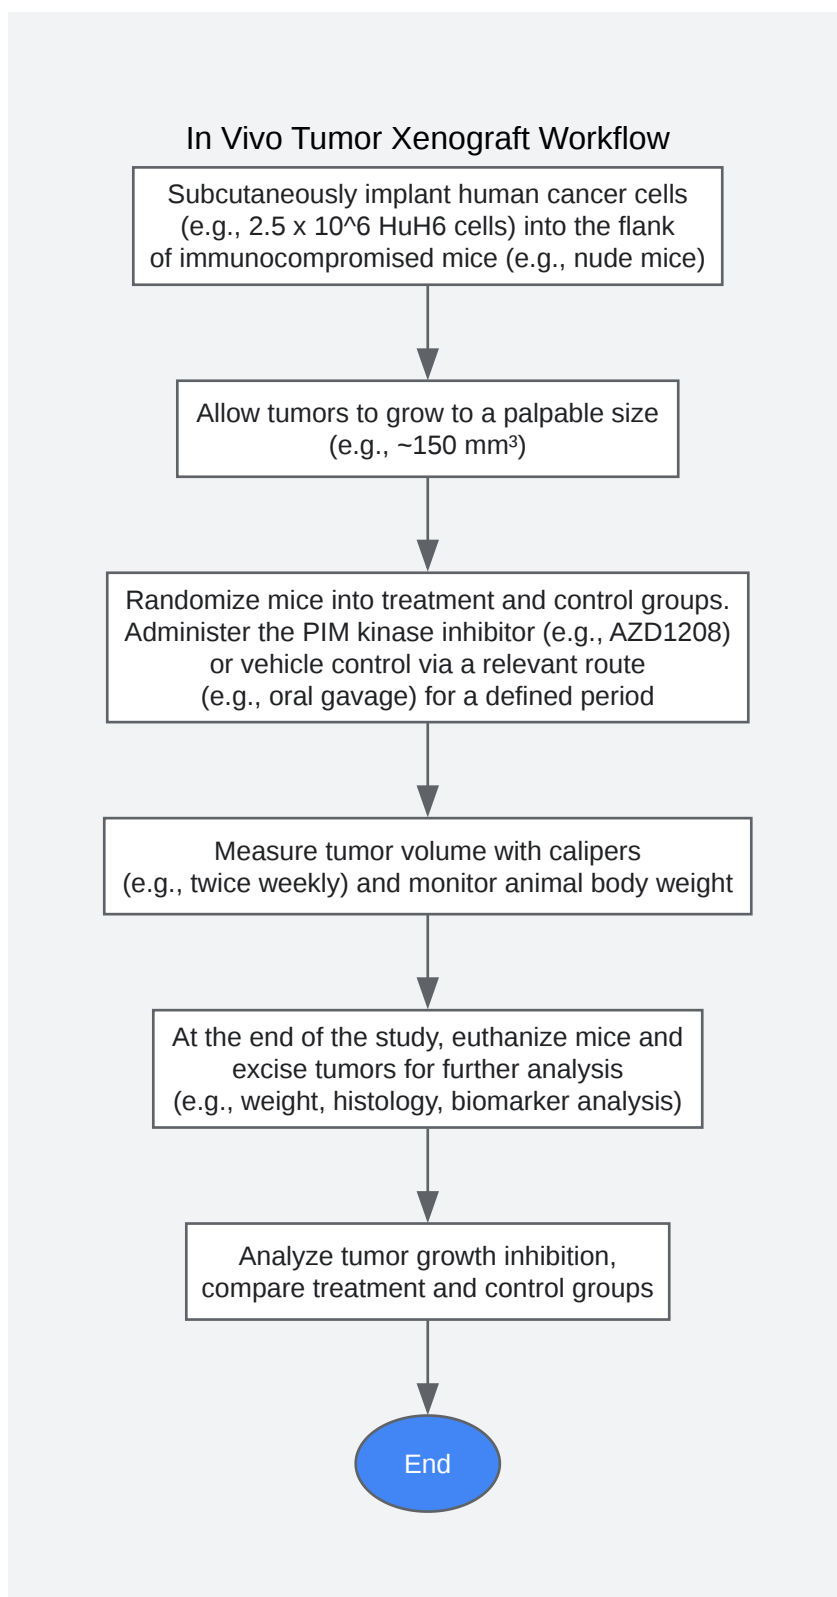 In Vivo Tumor Xenograft Workflow
Subcutaneously implant human cancer cells
(e.g., 2.5 x 10^6 HuH6 cells) into the flank
of immunocompromised mice (e.g., nude mice)
Allow tumors to grow to a palpable size
(e.g., ~150 mm³)
Randomize mice into treatment and control groups.
Administer the PIM kinase inhibitor (e.g., AZD1208)
or vehicle control via a relevant route
(e.g., oral gavage) for a defined period
Measure tumor volume with calipers
(e.g., twice weekly) and monitor animal body weight
At the end of the study, euthanize mice and
excise tumors for further analysis
(e.g., weight, histology, biomarker analysis)
Analyze tumor growth inhibition,
compare treatment and control groups
End